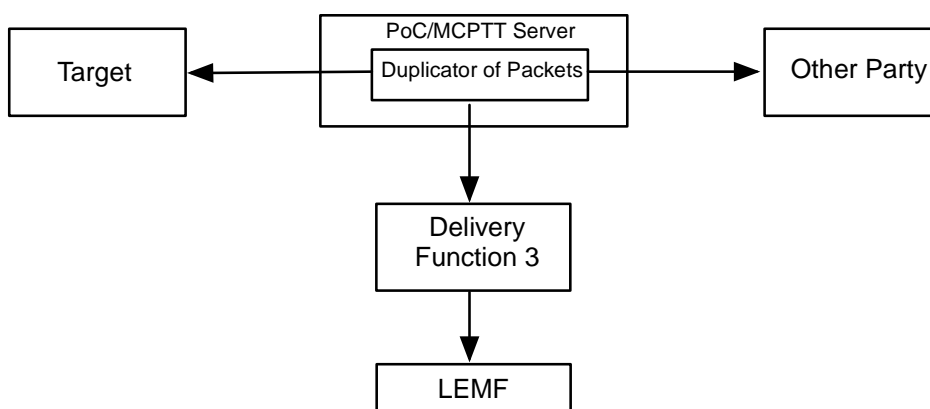 PoC/MCPTT Server
Target
Duplicator of Packets
Other Party
Delivery
Function 3
LEMF